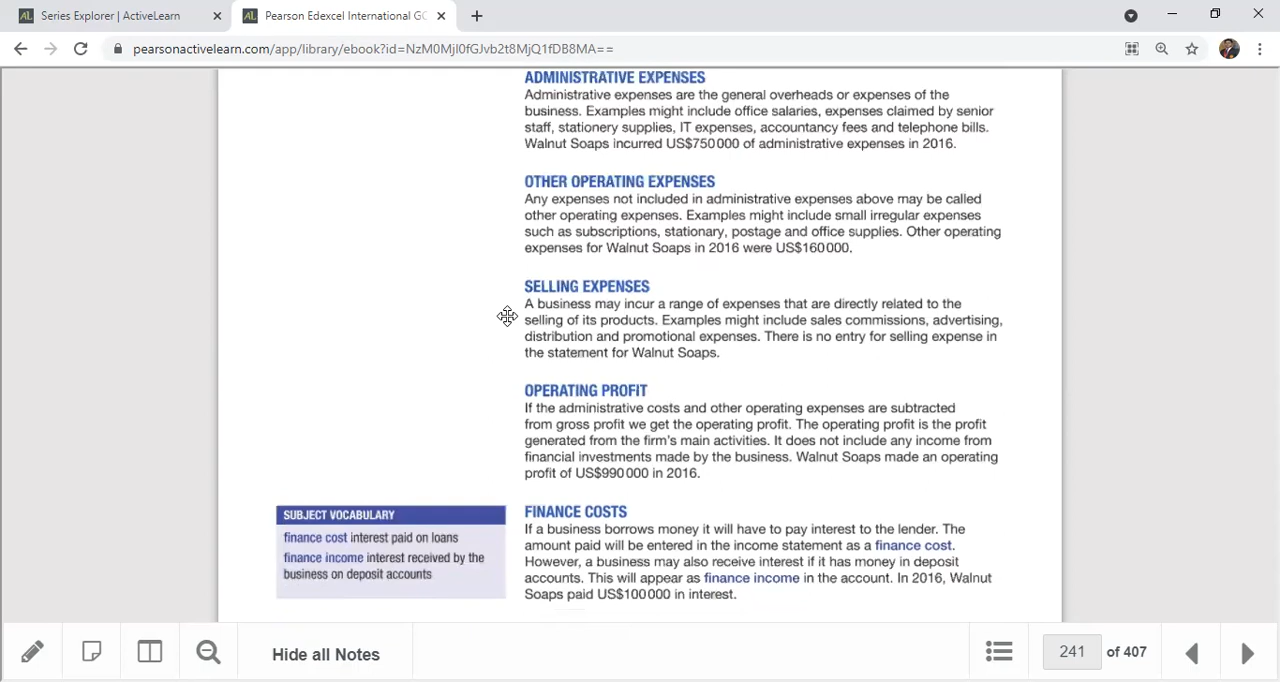 Series Explorer | ActiveLearn
Pearson Edexcel International GC
pearsonactivelearn.com/app/library/ebook?id=NzM0MjI0fGJvb2t8MjQ1fDB8MA==
ADMINISTRATIVE EXPENSES
Administrative expenses are the general overheads or expenses of the
business. Examples might include office salaries, expenses claimed by senior
staff, stationery supplies, IT expenses, accountancy fees and telephone bills.
Walnut Soaps incurred US$750000 of administrative expenses in 2016.
OTHER OPERATING EXPENSES
Any expenses not included in administrative expenses above may be called
other operating expenses. Examples might include small irregular expenses
such as subscriptions, stationary, postage and office supplies. Other operating
expenses for Walnut Soaps in 2016 were US$160000.
SELLING EXPENSES
A business may incur a range of expenses that are directly related to the
selling of its products. Examples might include sales commissions, advertising,
distribution and promotional expenses. There is no entry for selling expense in
the statement for Walnut Soaps.
OPERATING PROFIT
If the administrative costs and other operating expenses are subtracted
from gross profit we get the operating profit. The operating profit is the profit
generated from the firm's main activities. It does not include any income from
financial investments made by the business. Walnut Soaps made an operating
profit of US$990000 in 2016.
SUBJECT VOCABULARY
finance cost interest paid on loans
finance income interest received by the
business on deposit accounts
FINANCE COSTS
If a business borrows money it will have to pay interest to the lender. The
amount paid will be entered in the income statement as a finance cost.
However, a business may also receive interest if it has money in deposit
accounts. This will appear as finance income in the account. In 2016, Walnut
Soaps paid US$100000 in interest.
Hide all Notes
241 of 407